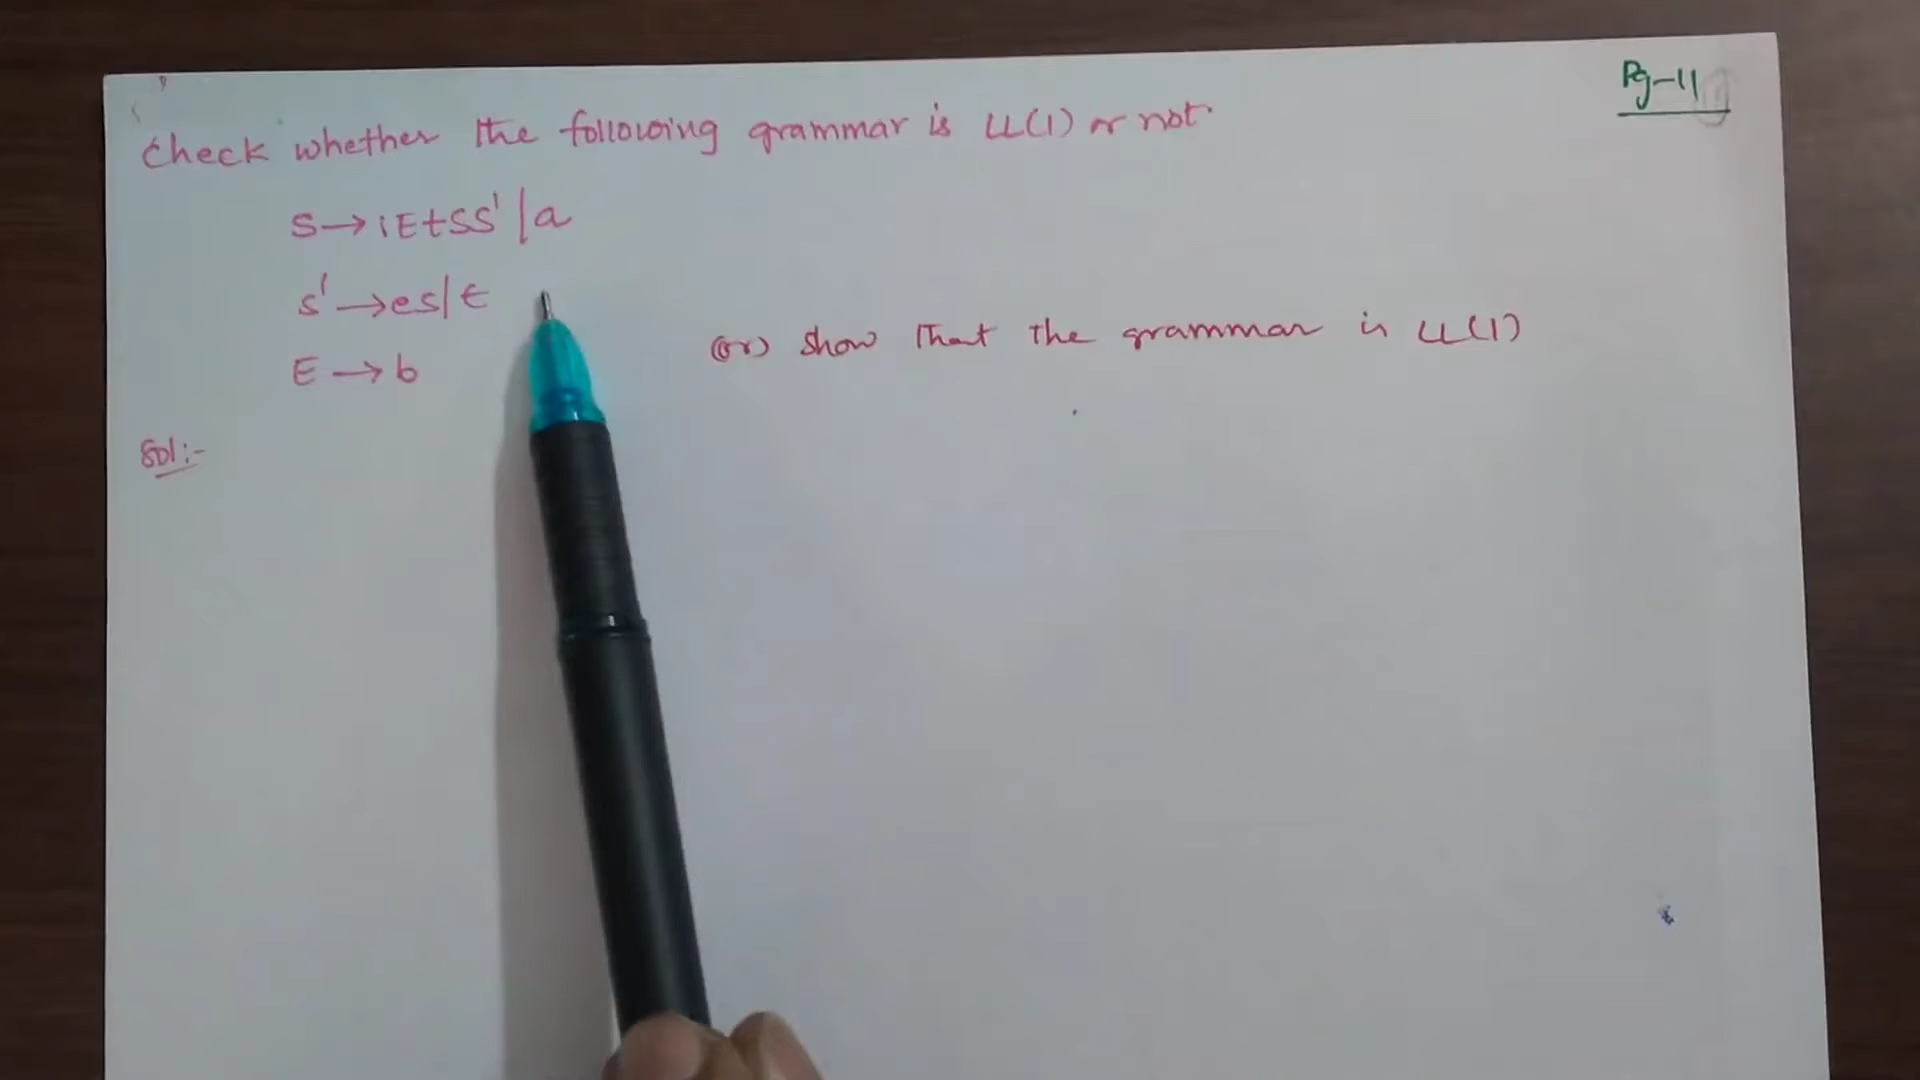 Pg-11
Check whether the following grammar is LL(1) or not.
S→iEtSS'|a
S'→eS|ϵ
E→b
(or) show that the grammar is LL(1)
Sol:-